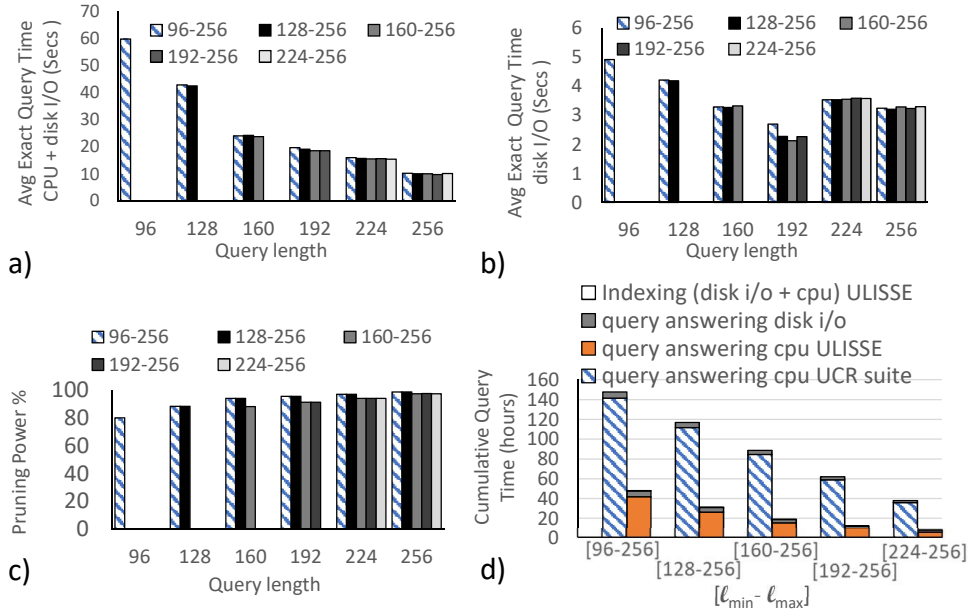 Avg Exact Query Time
CPU + disk I/O (Secs)
70
60
50
40
30
20
10
0
96-256
128-256
160-256
192-256
224-256
96 128 160 192 224 256
Query length
a)
Avg Exact Query Time
disk I/O (Secs)
6
5
4
3
2
1
0
96-256
128-256
160-256
192-256
224-256
96 128 160 192 224 256
Query length
b)
96-256
128-256
160-256
192-256
224-256
Pruning Power %
100
80
60
40
20
0
96 128 160 192 224 256
Query length
c)
Indexing (disk i/o + cpu) ULISSE
query answering disk i/o
query answering cpu ULISSE
query answering cpu UCR suite
Cumulative Query
Time (hours)
160
140
120
100
80
60
40
20
0
[96-256] [160-256] [224-256]
[128-256] [192-256]
[ℓmin- ℓmax]
d)